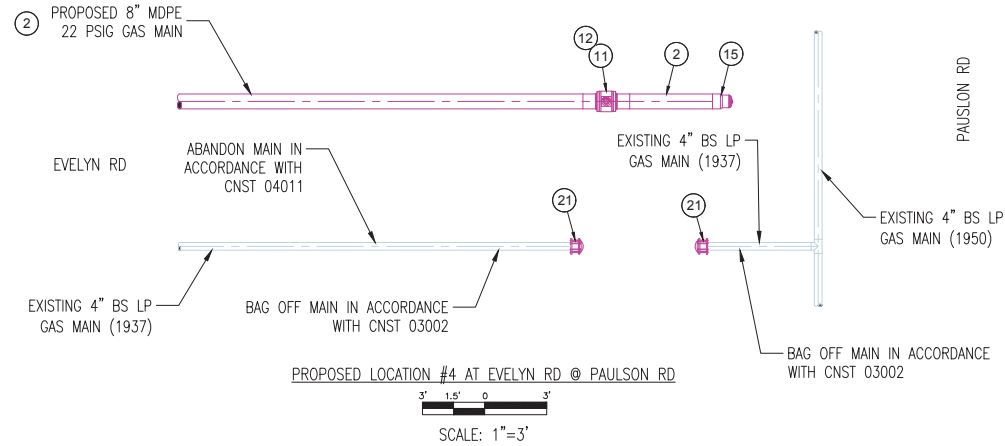 2
PROPOSED 8” MDPE
22 PSIG GAS MAIN
12
11
2
15
PAUSLON RD
EVELYN RD
ABANDON MAIN IN
ACCORDANCE WITH
CNST 04011
EXISTING 4” BS LP
GAS MAIN (1937)
21
21
EXISTING 4” BS LP
GAS MAIN (1950)
EXISTING 4” BS LP
GAS MAIN (1937)
BAG OFF MAIN IN ACCORDANCE
WITH CNST 03002
BAG OFF MAIN IN ACCORDANCE
WITH CNST 03002
PROPOSED LOCATION #4 AT EVELYN RD @ PAULSON RD
3' 1.5' 0 3'
SCALE: 1”=3'